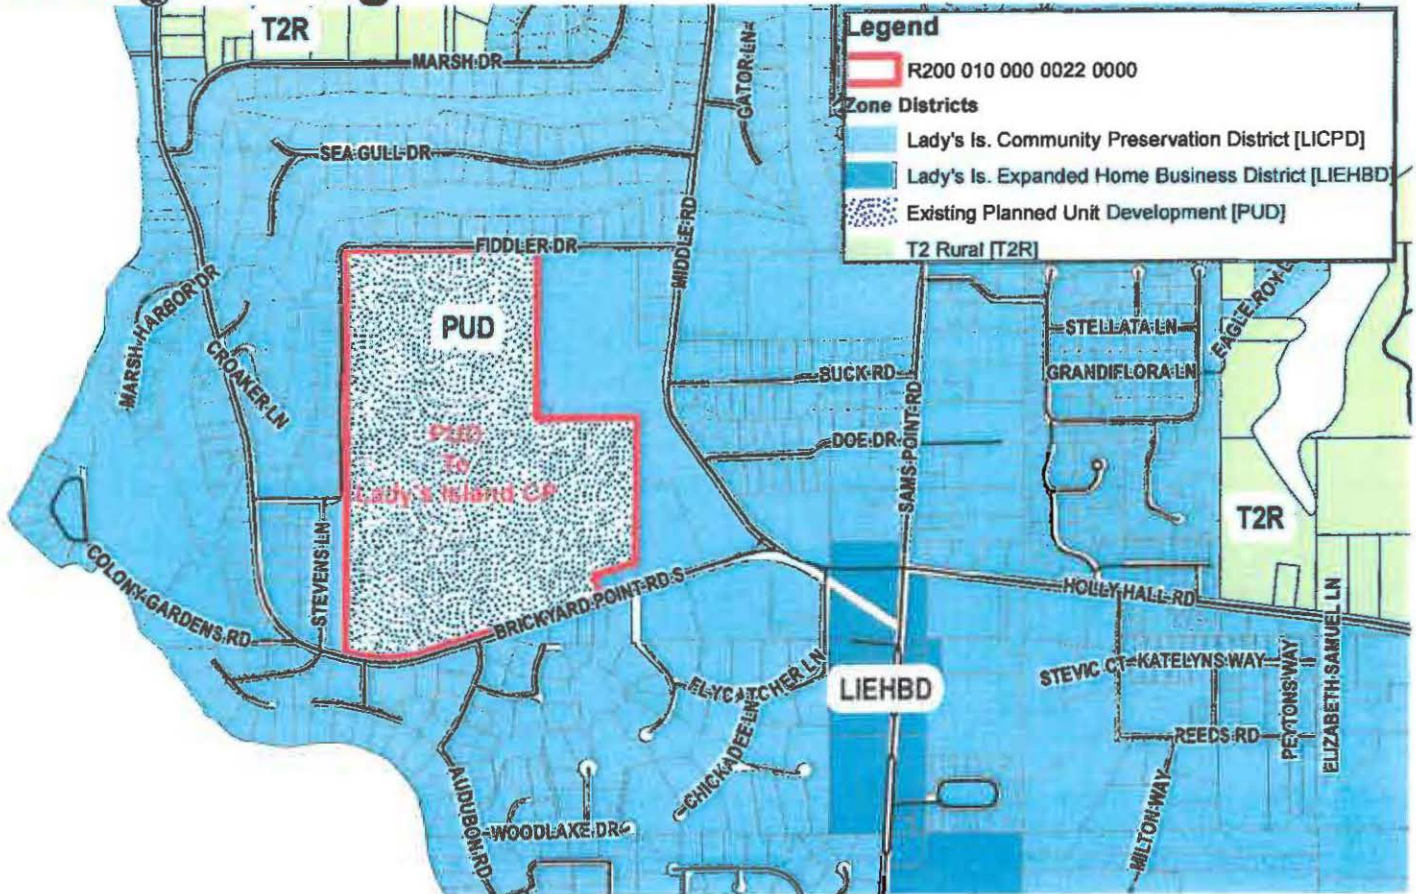 T2R
MARSH DR
GATOR LN
Legend
R200 010 000 0022 0000
Zone Districts
Lady's Is. Community Preservation District [LICPD]
Lady's Is. Expanded Home Business District [LIEHBD]
Existing Planned Unit Development [PUD]
T2 Rural [T2R]
SEA GULL DR
MIDDLE RD
FIDDLER DR
MARSH HARBOR DR
PUD
CROAKER LN
STELLATA LN
EAGLE ROY
BUCK RD
GRANDIFLORA LN
PUD
To
Lady's Island CP
DOE DR
SAMS POINT RD
T2R
STEVENS LN
COLONY GARDENS RD
BRICKYARD POINT RD S
HOLLY HALL RD
FLYCATCHER LN
LIEHBD
STEVIC CT
KATELYNS WAY
PEYTONS WAY
ELIZABETH SAMUEL LN
CHICKADEE LN
REEDS RD
AUDUBON RD
WOODLAKE DR
MILTON WAY